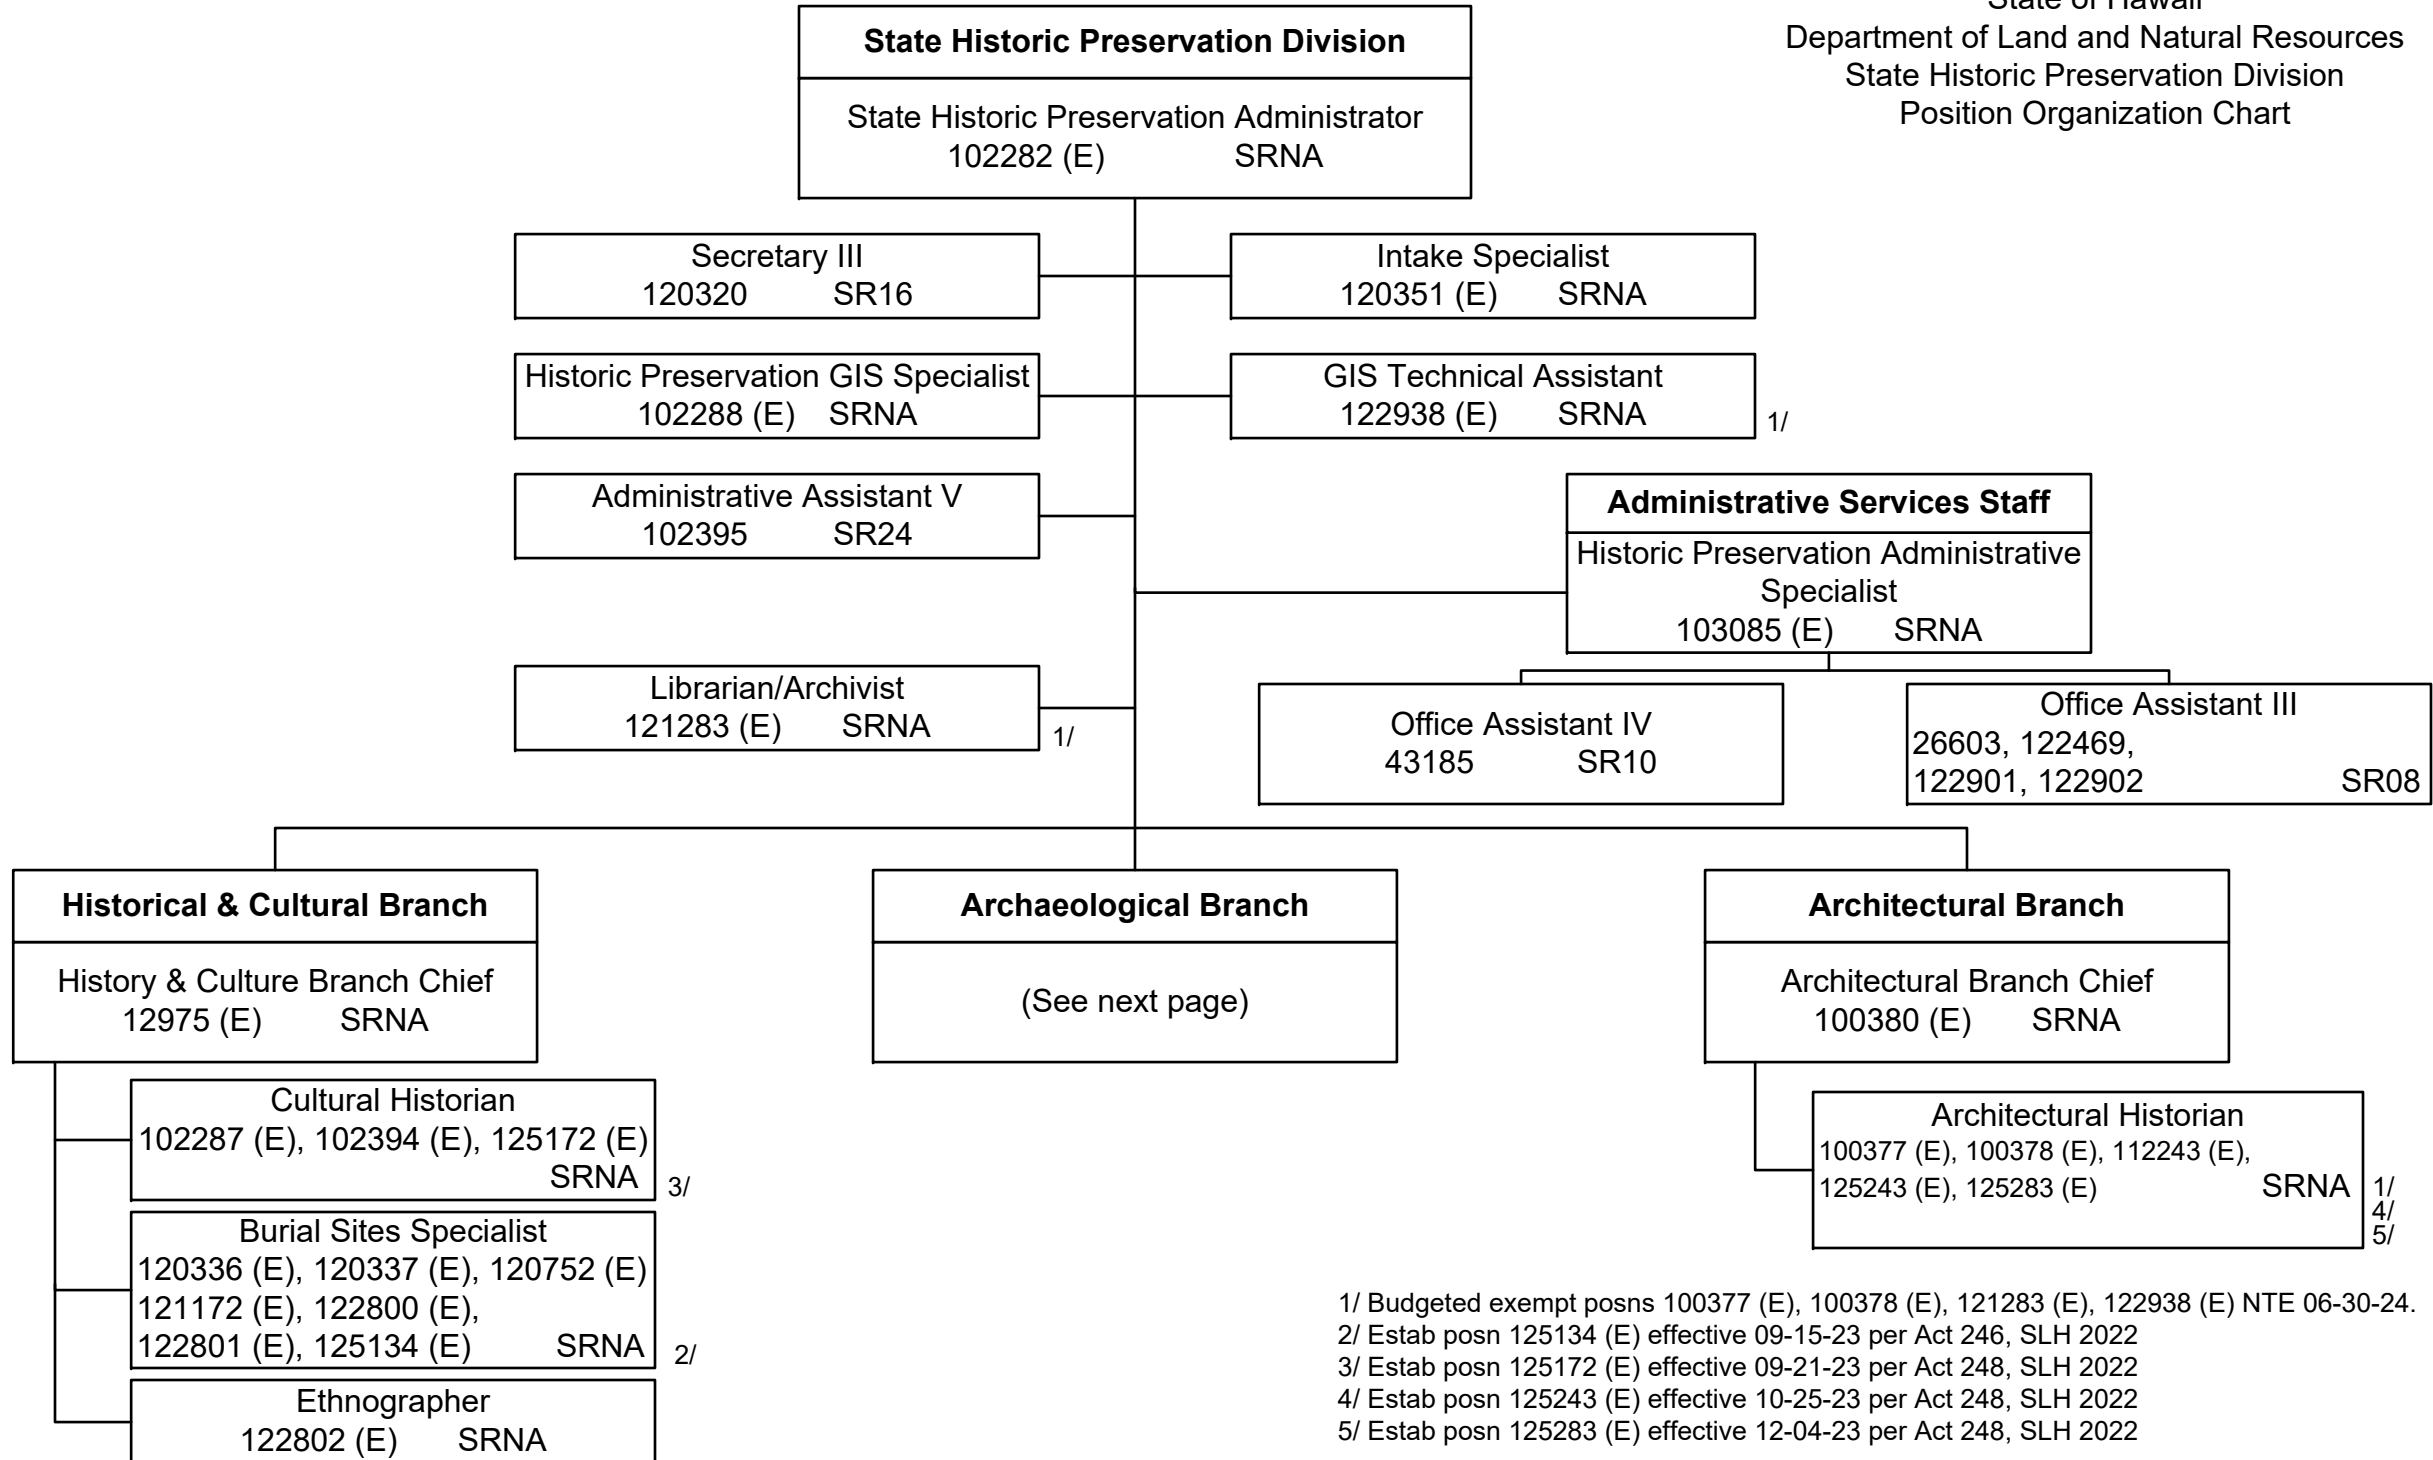 State of Hawaii
Department of Land and Natural Resources
State Historic Preservation Division
Position Organization Chart
State Historic Preservation Division
State Historic Preservation Administrator
102282 (E) SRNA
Secretary III
120320 SR16
Intake Specialist
120351 (E) SRNA
Historic Preservation GIS Specialist
102288 (E) SRNA
GIS Technical Assistant
122938 (E) SRNA
1/
Administrative Assistant V
102395 SR24
Administrative Services Staff
Historic Preservation Administrative
Specialist
103085 (E) SRNA
Librarian/Archivist
121283 (E) SRNA
1/
Office Assistant IV
43185 SR10
Office Assistant III
26603, 122469,
122901, 122902 SR08
Historical & Cultural Branch
History & Culture Branch Chief
12975 (E) SRNA
Archaeological Branch
(See next page)
Architectural Branch
Architectural Branch Chief
100380 (E) SRNA
Cultural Historian
102287 (E), 102394 (E), 125172 (E)
SRNA
3/
Burial Sites Specialist
120336 (E), 120337 (E), 120752 (E)
121172 (E), 122800 (E),
122801 (E), 125134 (E) SRNA
2/
Ethnographer
122802 (E) SRNA
Architectural Historian
100377 (E), 100378 (E), 112243 (E),
125243 (E), 125283 (E) SRNA
1/
4/
5/
1/ Budgeted exempt posns 100377 (E), 100378 (E), 121283 (E), 122938 (E) NTE 06-30-24.
2/ Estab posn 125134 (E) effective 09-15-23 per Act 246, SLH 2022
3/ Estab posn 125172 (E) effective 09-21-23 per Act 248, SLH 2022
4/ Estab posn 125243 (E) effective 10-25-23 per Act 248, SLH 2022
5/ Estab posn 125283 (E) effective 12-04-23 per Act 248, SLH 2022